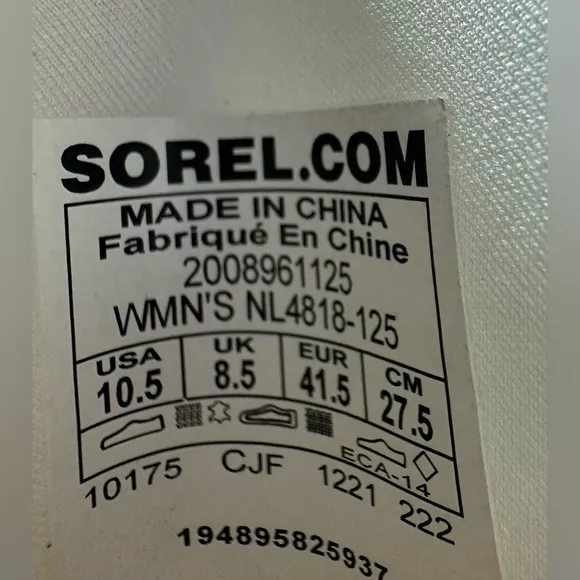 SOREL.COM
MADE IN CHINA
Fabriqué En Chine
2008961125
WMN'S NL4818-125
USA UK EUR CM
10.5 8.5 41.5 27.5
ECA-14
10175 CJF 1221 222
194895825937